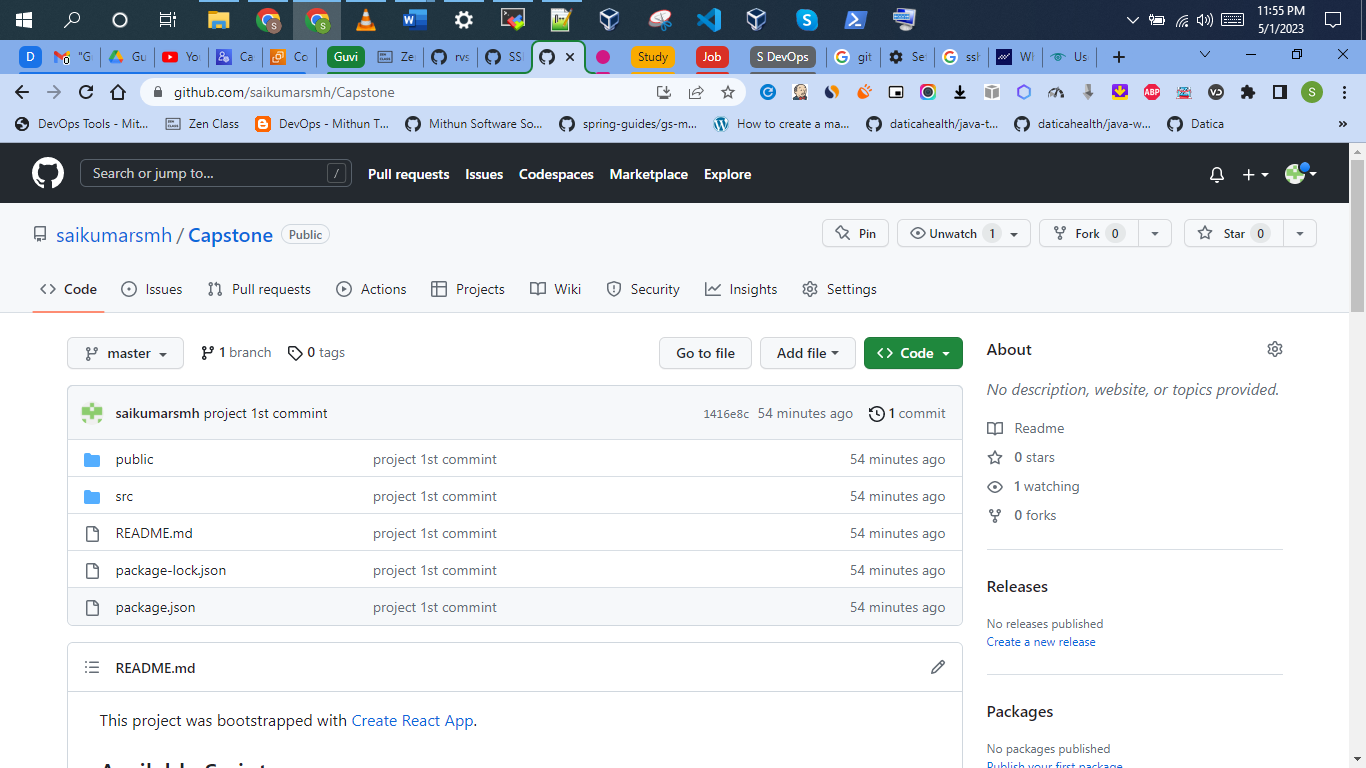 11:55 PM
5/1/2023
D "G Gu You Ca Co Guvi Ze rvs SSI Study Job S DevOps git Se ssh WI Us
github.com/saikumarsmh/Capstone S
DevOps Tools - Mit... Zen Class DevOps - Mithun T... Mithun Software So... spring-guides/gs-m... How to create a ma... daticahealth/java-t... daticahealth/java-w... Datica »
Search or jump to... / Pull requests Issues Codespaces Marketplace Explore
saikumarsmh / Capstone Public Pin Unwatch 1 Fork 0 Star 0
Code Issues Pull requests Actions Projects Wiki Security Insights Settings
master 1 branch 0 tags Go to file Add file Code
saikumarsmh project 1st commint 1416e8c 54 minutes ago 1 commit
public project 1st commint 54 minutes ago
src project 1st commint 54 minutes ago
README.md project 1st commint 54 minutes ago
package-lock.json project 1st commint 54 minutes ago
package.json project 1st commint 54 minutes ago
README.md
This project was bootstrapped with Create React App.
About
No description, website, or topics provided.
Readme
0 stars
1 watching
0 forks
Releases
No releases published
Create a new release
Packages
No packages published
Publish your first package